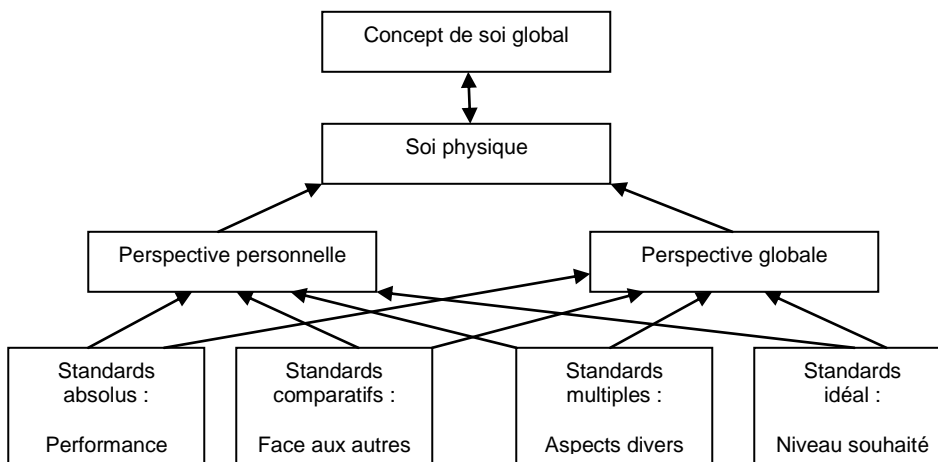 Concept de soi global
Soi physique
Perspective personnelle
Perspective globale
Standards
absolus :
Performance
Standards
comparatifs :
Face aux autres
Standards
multiples :
Aspects divers
Standards
idéal :
Niveau souhaité